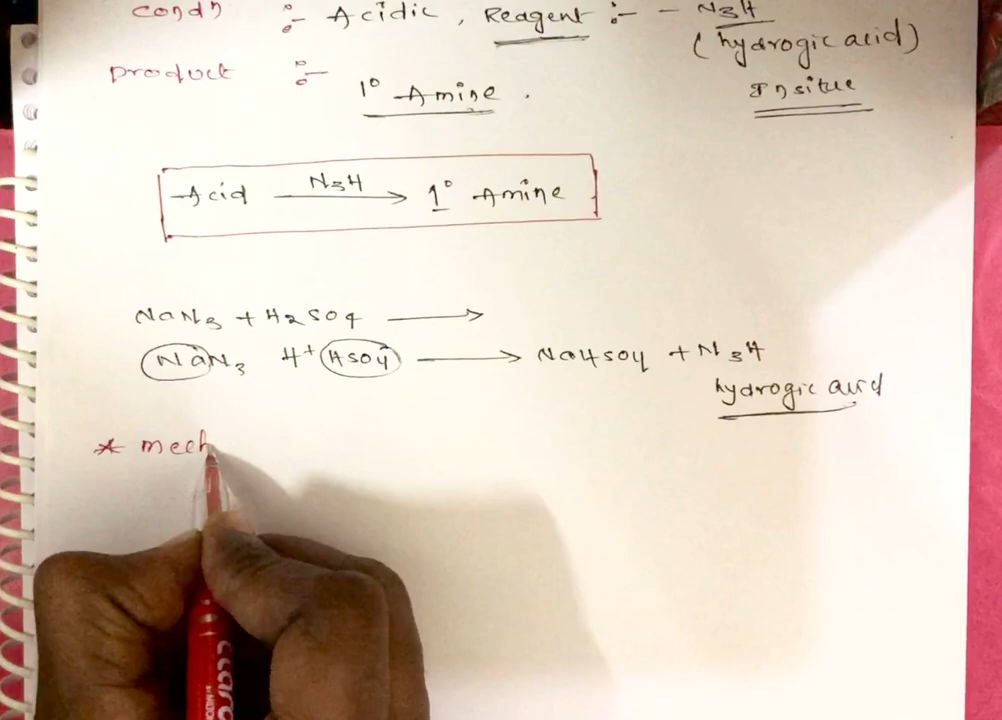 condn :- Acidic, Reagent :- - N3H
(hydrogic acid)
Insitue
product :- 1° Amine.
Acid N3H → 1° Amine
NaN3 + H2SO4 →
NaN3 H+ HSO4 → NaHSO4 + N3H
hydrogic acid
* mech